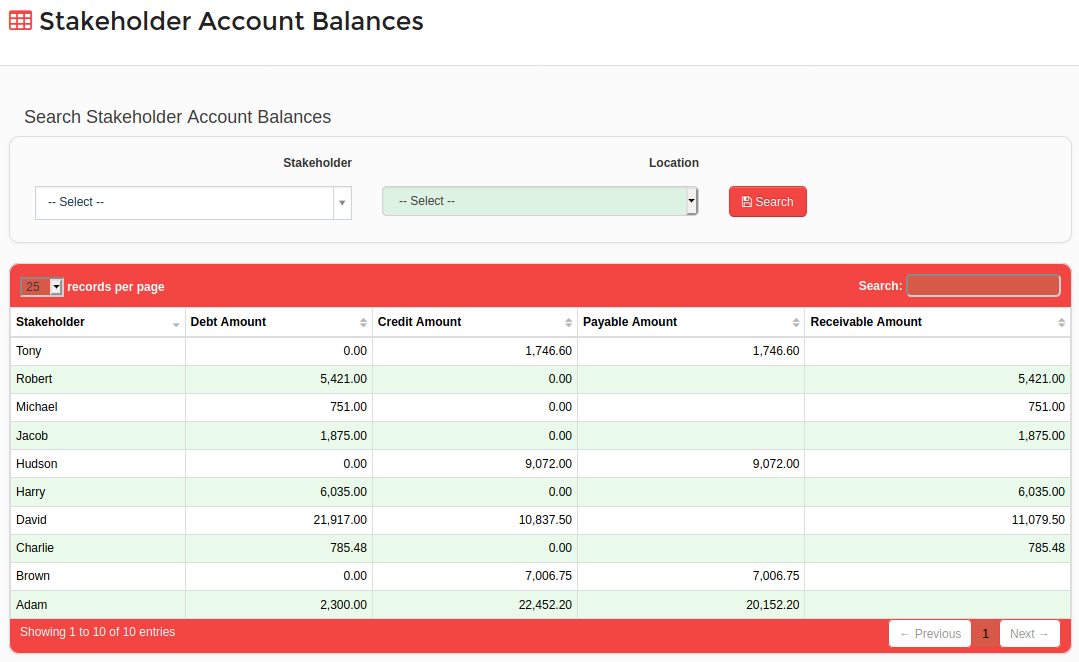 Stakeholder Account Balances
Search Stakeholder Account Balances
Stakeholder Location
-- Select -- -- Select -- Search
25 records per page Search:
Stakeholder Debt Amount Credit Amount Payable Amount Receivable Amount
Tony 0.00 1,746.60 1,746.60
Robert 5,421.00 0.00 5,421.00
Michael 751.00 0.00 751.00
Jacob 1,875.00 0.00 1,875.00
Hudson 0.00 9,072.00 9,072.00
Harry 6,035.00 0.00 6,035.00
David 21,917.00 10,837.50 11,079.50
Charlie 785.48 0.00 785.48
Brown 0.00 7,006.75 7,006.75
Adam 2,300.00 22,452.20 20,152.20
Showing 1 to 10 of 10 entries ← Previous 1 Next →